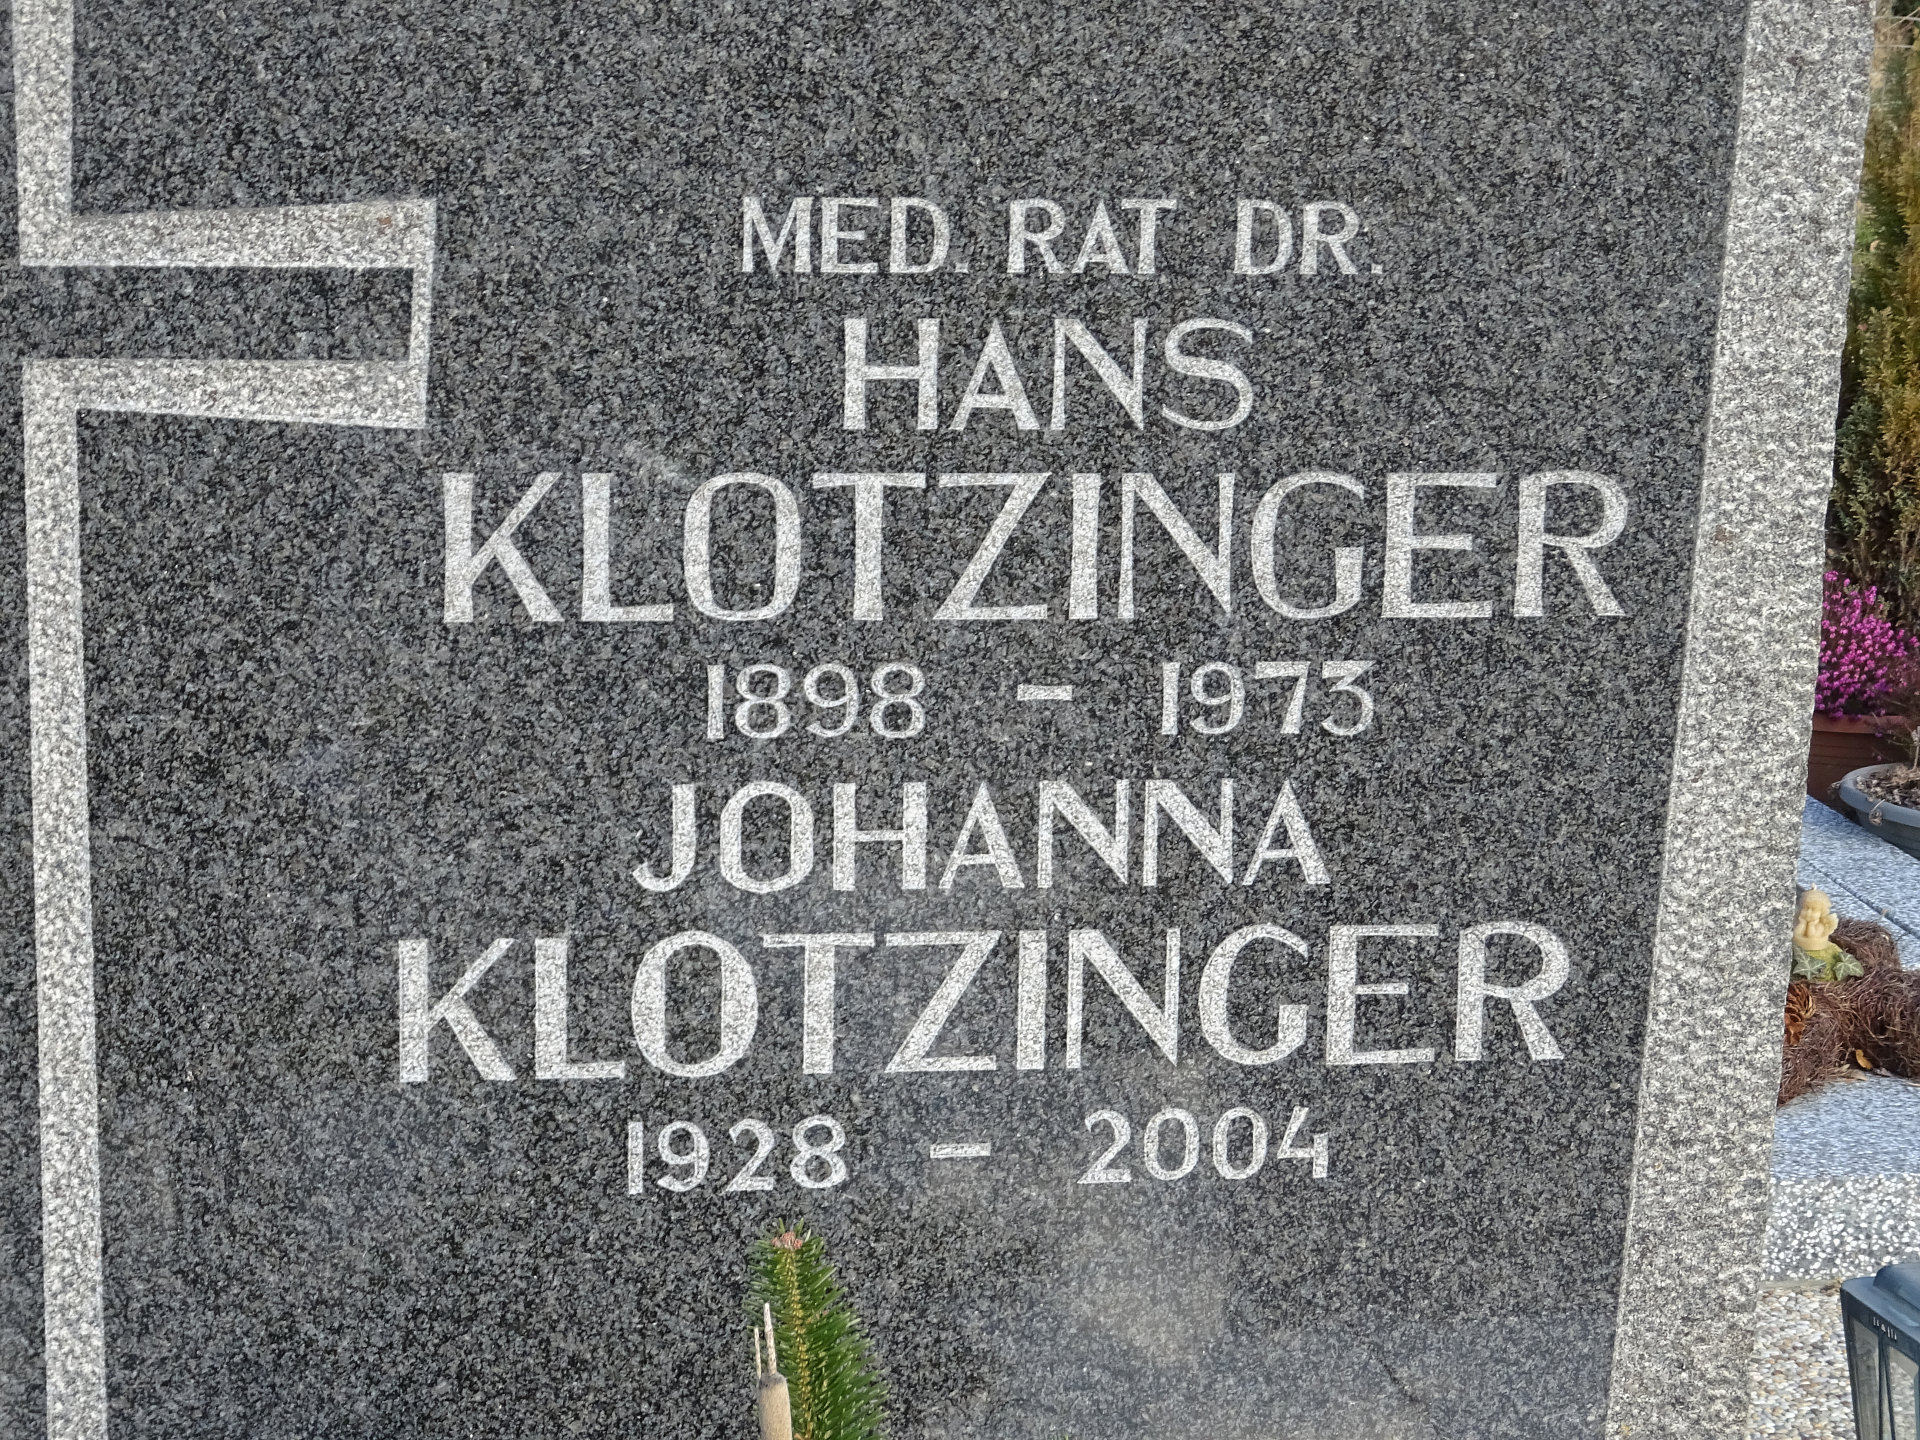 MED. RAT DR.
HANS
KLOTZINGER
1898 – 1973
JOHANNA
KLOTZINGER
1928 – 2004